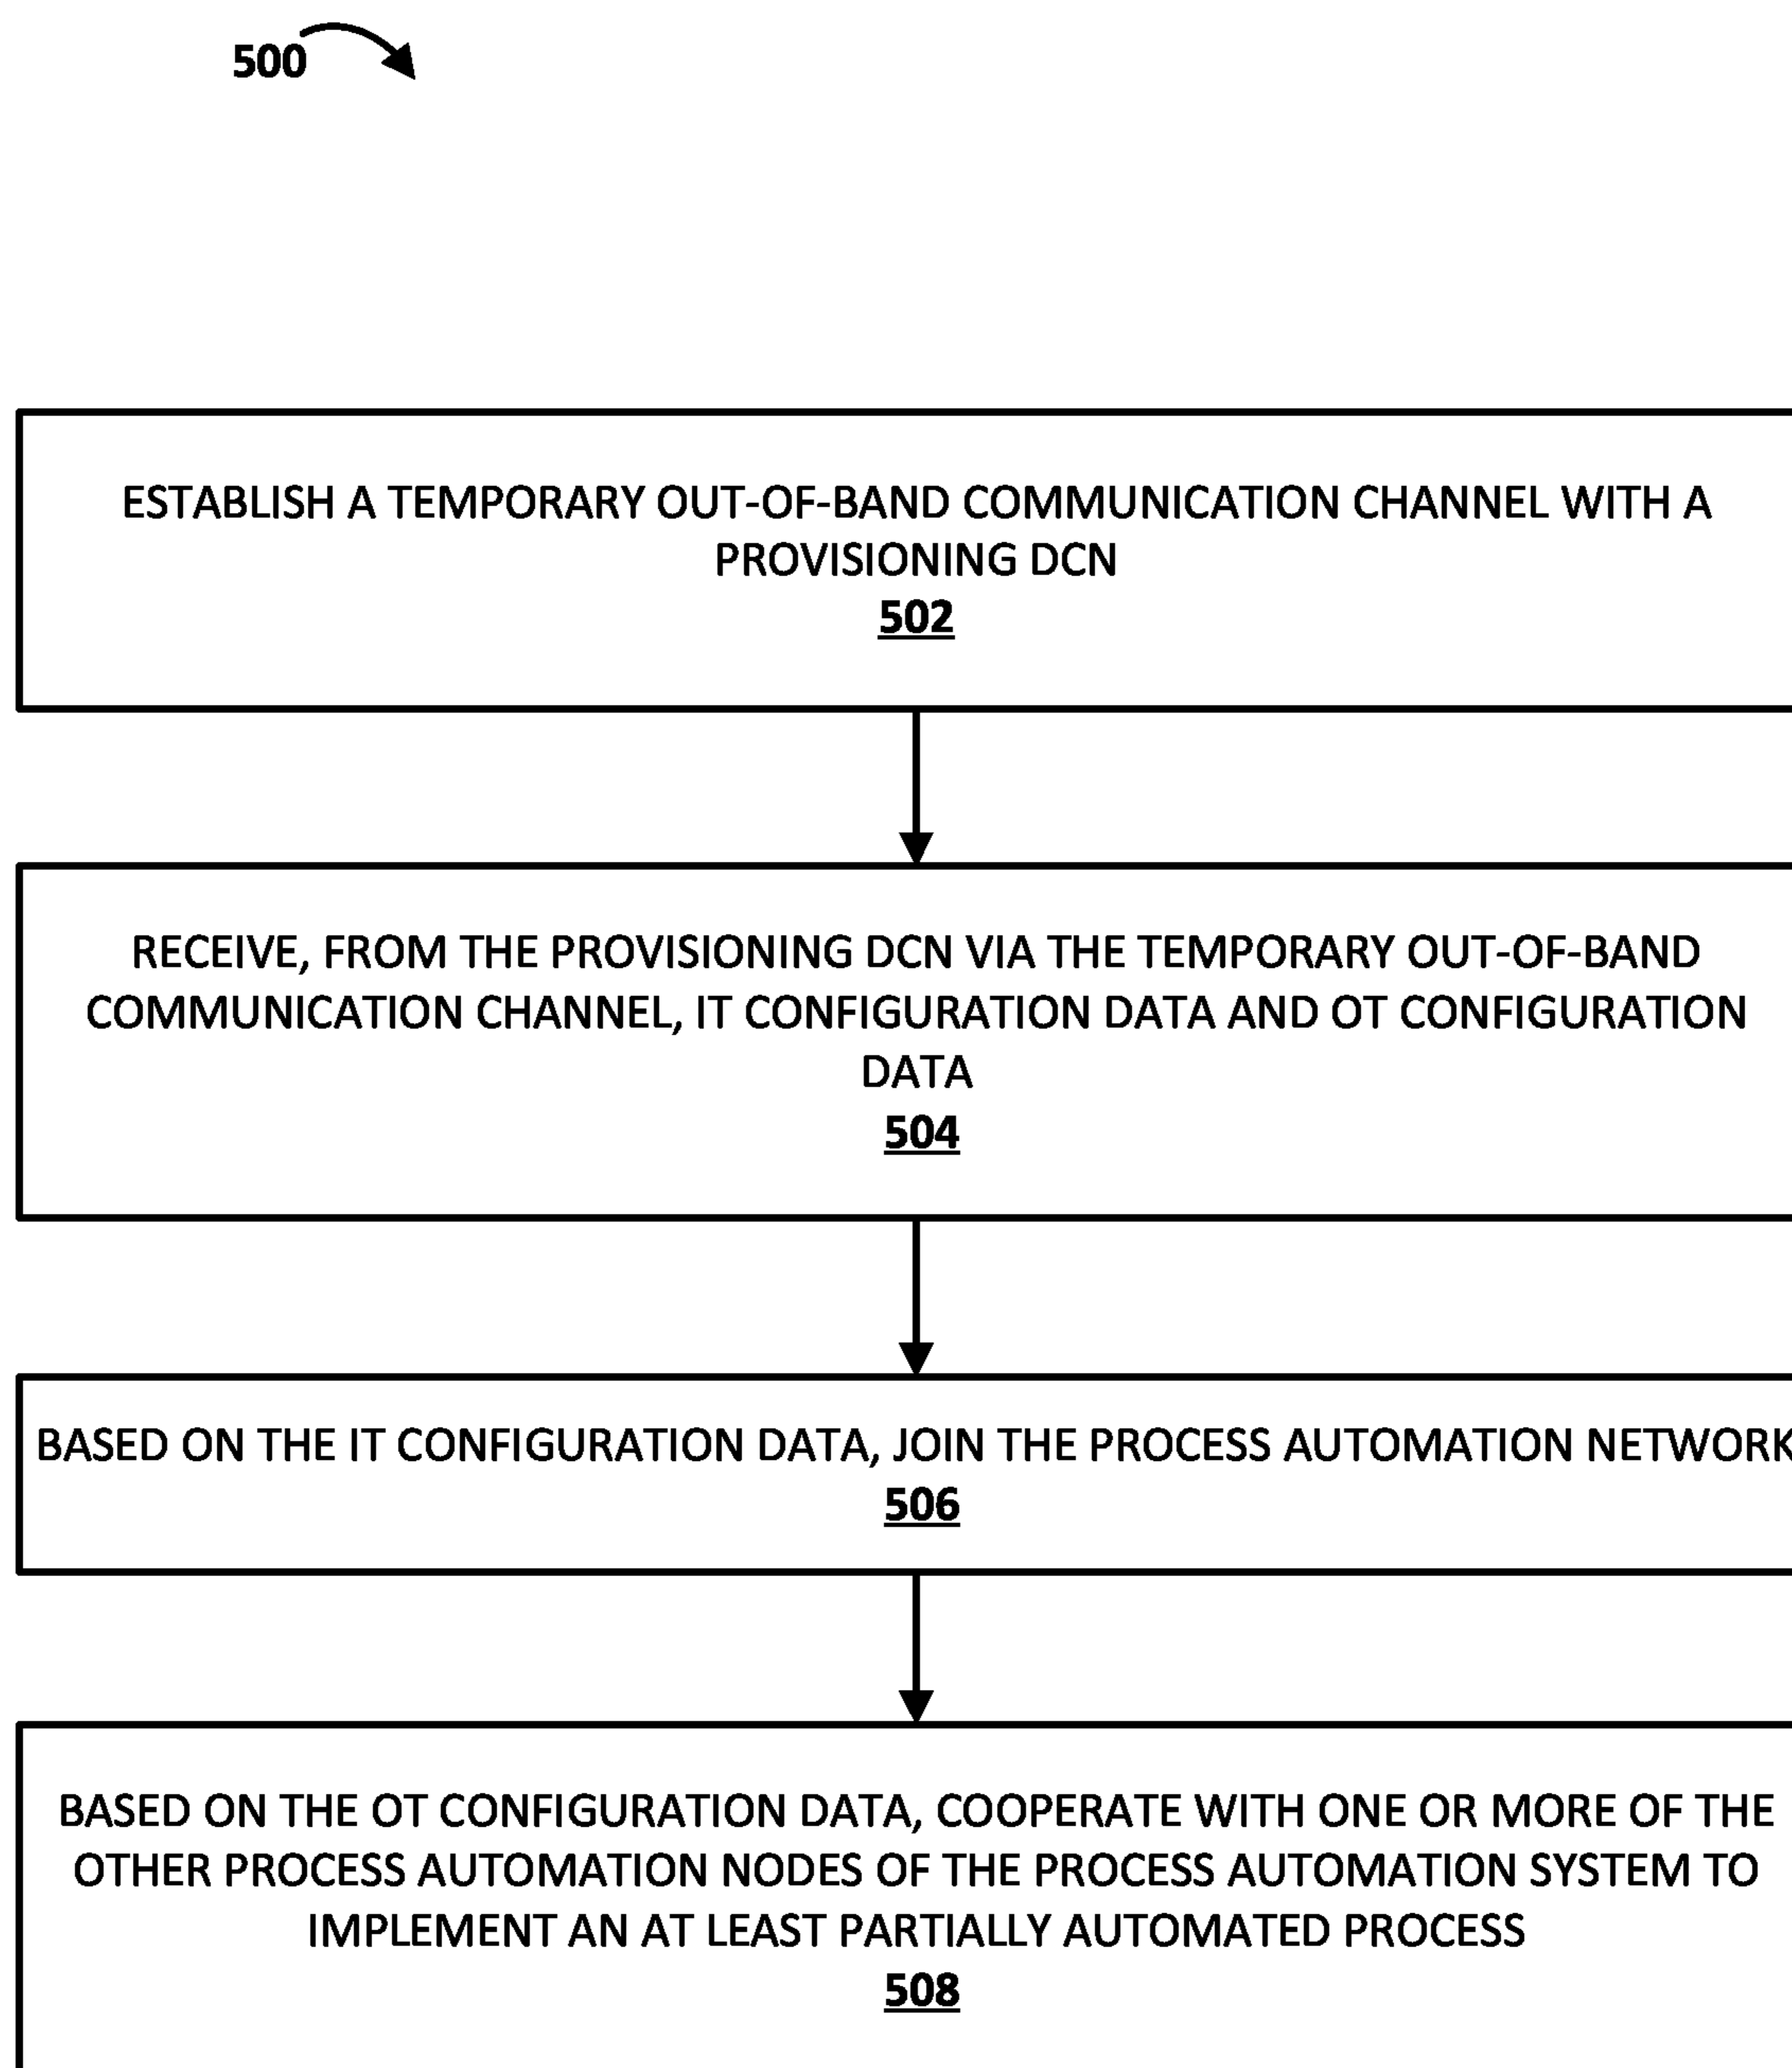 500
ESTABLISH A TEMPORARY OUT-OF-BAND COMMUNICATION CHANNEL WITH A
PROVISIONING DCN
502
RECEIVE, FROM THE PROVISIONING DCN VIA THE TEMPORARY OUT-OF-BAND
COMMUNICATION CHANNEL, IT CONFIGURATION DATA AND OT CONFIGURATION
DATA
504
BASED ON THE IT CONFIGURATION DATA, JOIN THE PROCESS AUTOMATION NETWORK
506
BASED ON THE OT CONFIGURATION DATA, COOPERATE WITH ONE OR MORE OF THE
OTHER PROCESS AUTOMATION NODES OF THE PROCESS AUTOMATION SYSTEM TO
IMPLEMENT AN AT LEAST PARTIALLY AUTOMATED PROCESS
508